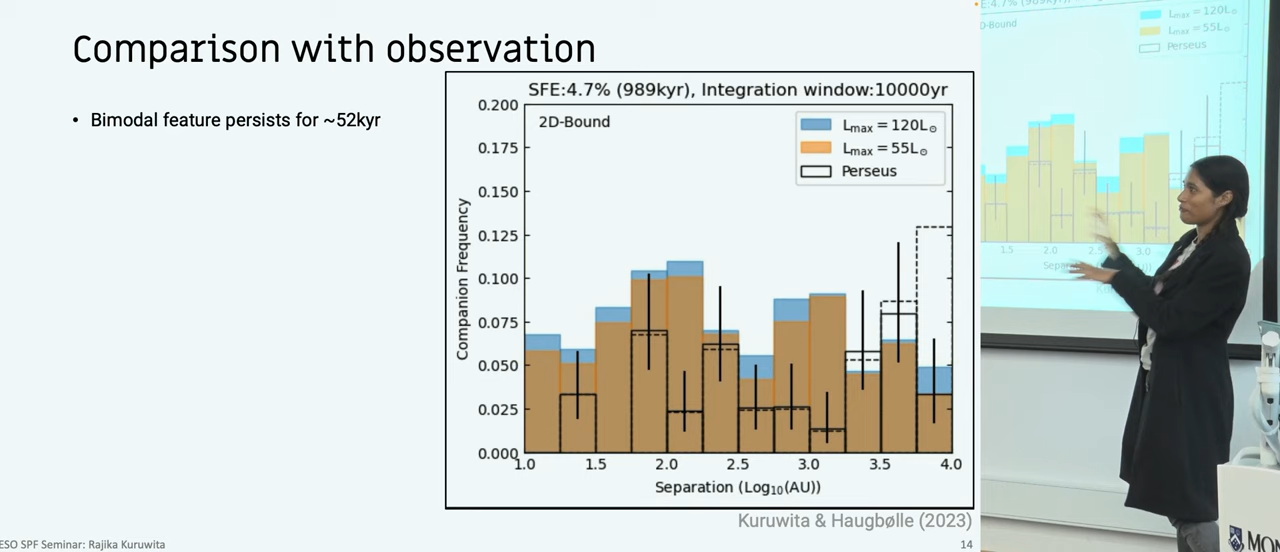 Comparison with observation
• Bimodal feature persists for ~52kyr
SFE:4.7% (989kyr), Integration window:10000yr
2D-Bound
Lmax = 120L⊙
Lmax = 55L⊙
Perseus
Companion Frequency
0.200
0.175
0.150
0.125
0.100
0.075
0.050
0.025
0.000
1.0 1.5 2.0 2.5 3.0 3.5 4.0
Separation (Log10(AU))
Kuruwita & Haugbølle (2023)
ESO SPF Seminar: Rajika Kuruwita
14
D-Bound
Lmax = 120L⊙
Lmax = 55L⊙
Perseus
1.5 2.0 2.5 3.0
MON